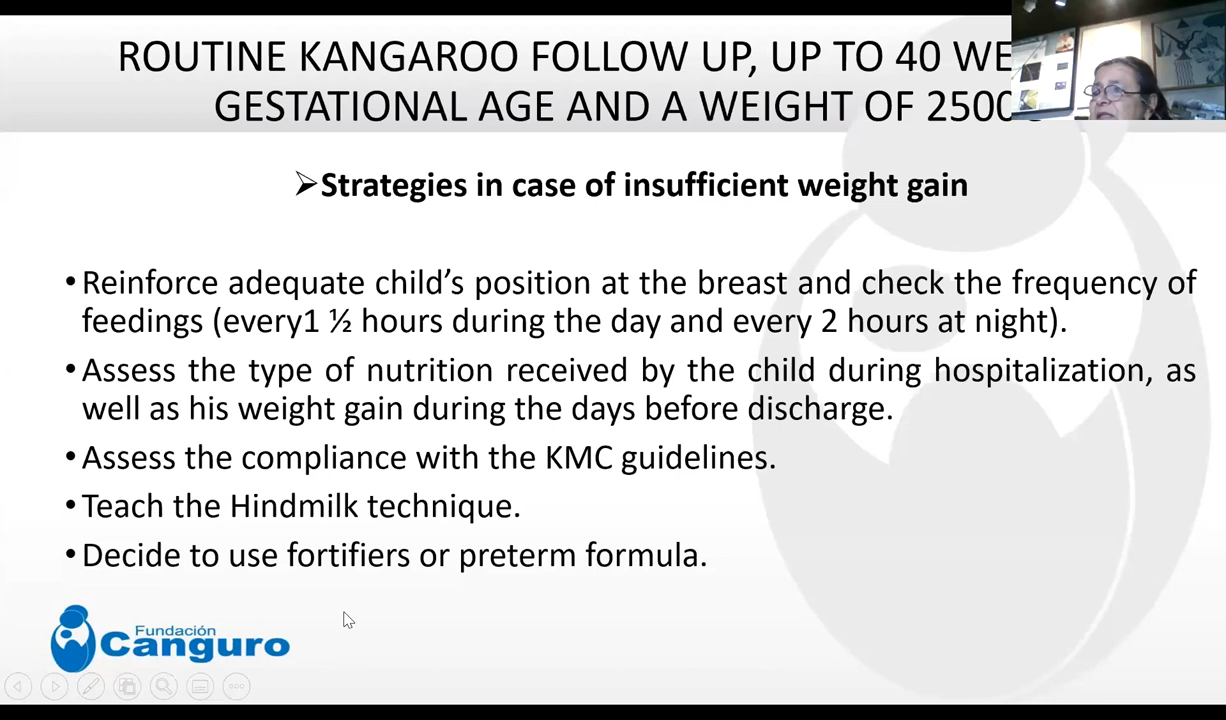 ROUTINE KANGAROO FOLLOW UP, UP TO 40
GESTATIONAL AGE AND A WEIGHT OF 2500
➢Strategies in case of insufficient weight gain
•Reinforce adequate child’s position at the breast and check the frequency of
feedings (every1 ½ hours during the day and every 2 hours at night).
•Assess the type of nutrition received by the child during hospitalization, as
well as his weight gain during the days before discharge.
•Assess the compliance with the KMC guidelines.
•Teach the Hindmilk technique.
•Decide to use fortifiers or preterm formula.
Fundación
Canguro